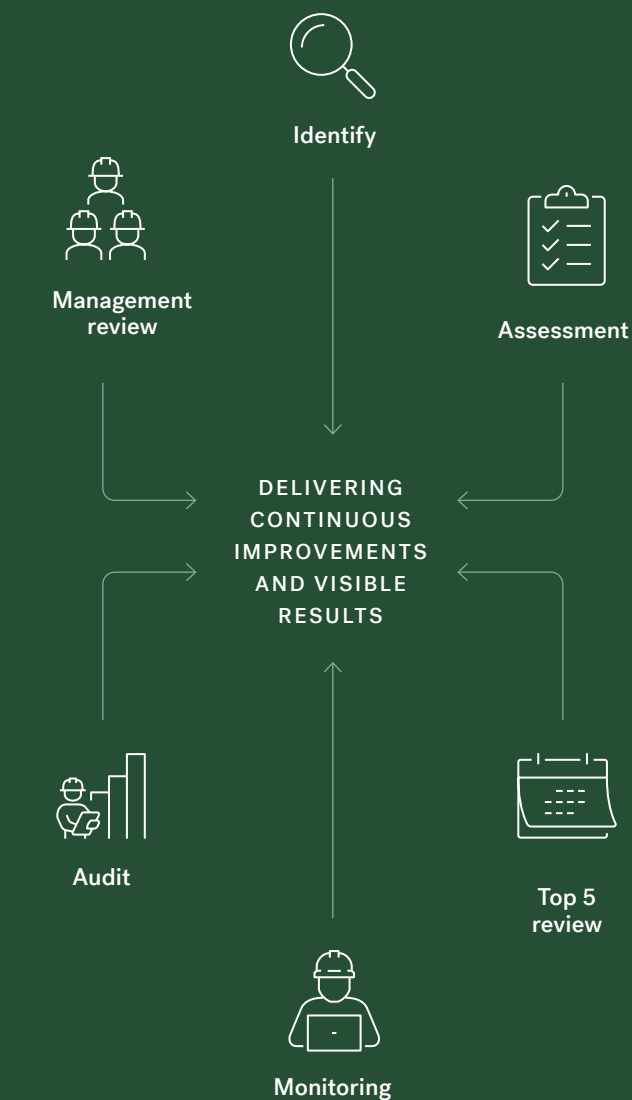 Identify
Management
review
Assessment
DELIVERING
CONTINUOUS
IMPROVEMENTS
AND VISIBLE
RESULTS
Audit
Top 5
review
Monitoring